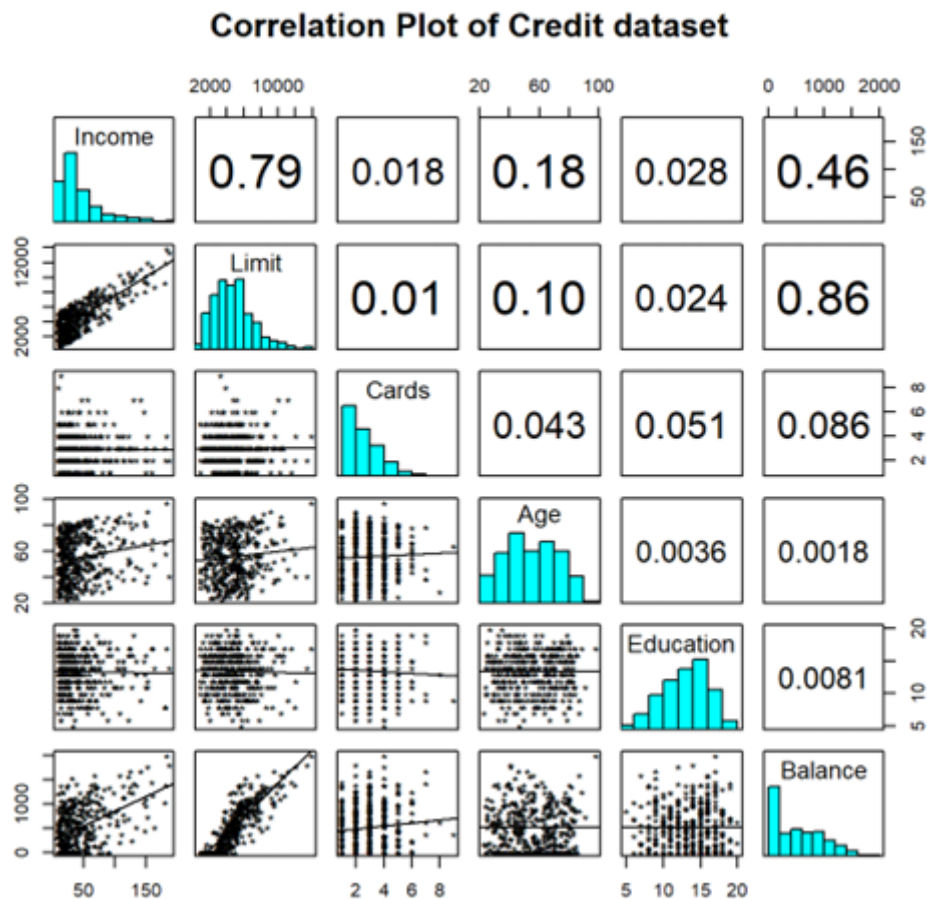 Correlation Plot of Credit dataset
2000 10000 20 60 100 0 1000 2000
Income 0.79 0.018 0.18 0.028 0.46 50 150
2000 12000 Limit 0.01 0.10 0.024 0.86
Cards 0.043 0.051 0.086 2 4 6 8
20 60 100 Age 0.0036 0.0018
Education 0.0081 5 10 20
0 1000 Balance
50 150 2 4 6 8 5 10 15 20